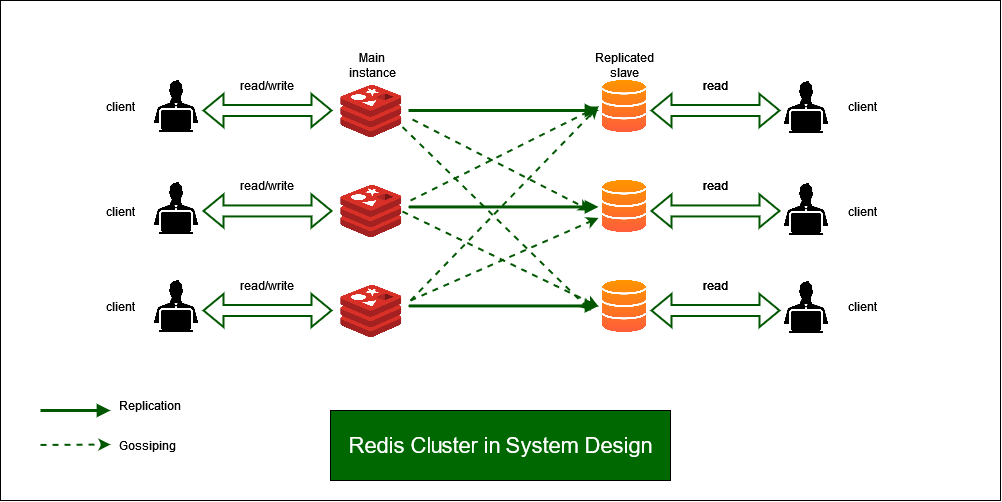 Main
instance
Replicated
slave
client
read/write
read
client
client
read/write
read
client
client
read/write
read
client
Replication
Gossiping
Redis Cluster in System Design